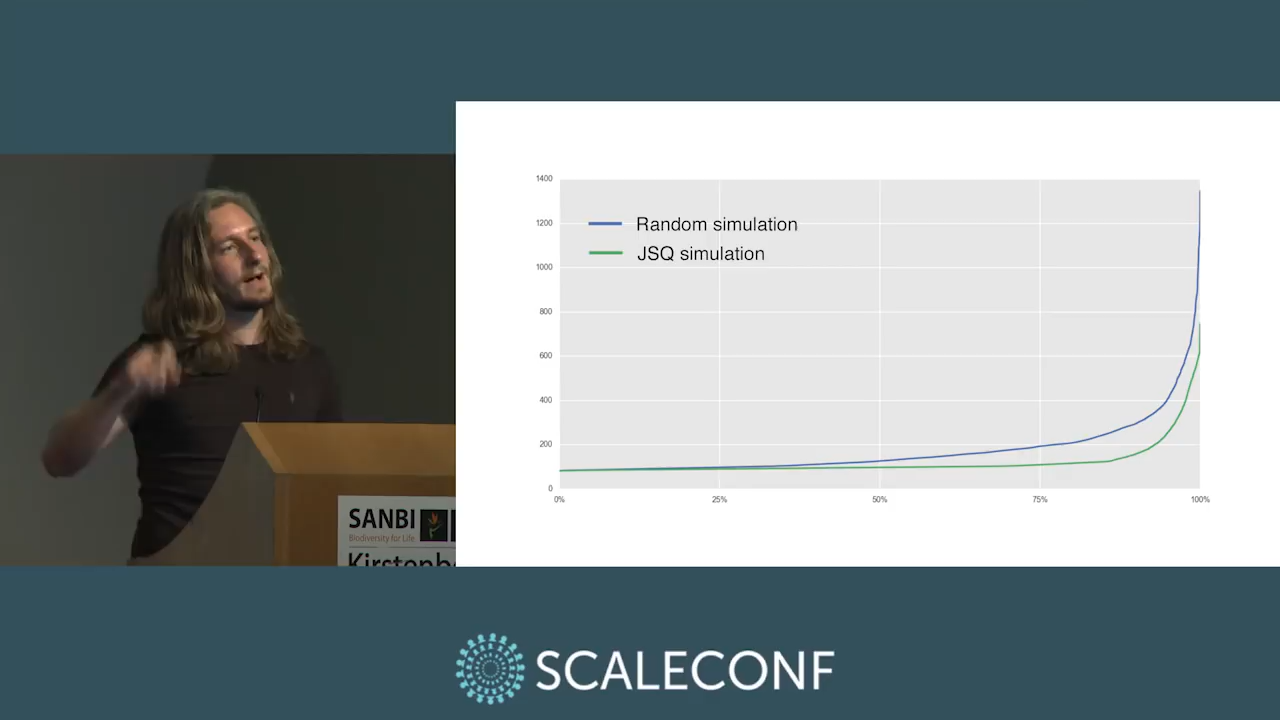 1400
1200
1000
800
600
400
200
0
0%
25%
50%
75%
100%
Random simulation
JSQ simulation
SANBI
Biodiversity for Life
SCALECONF